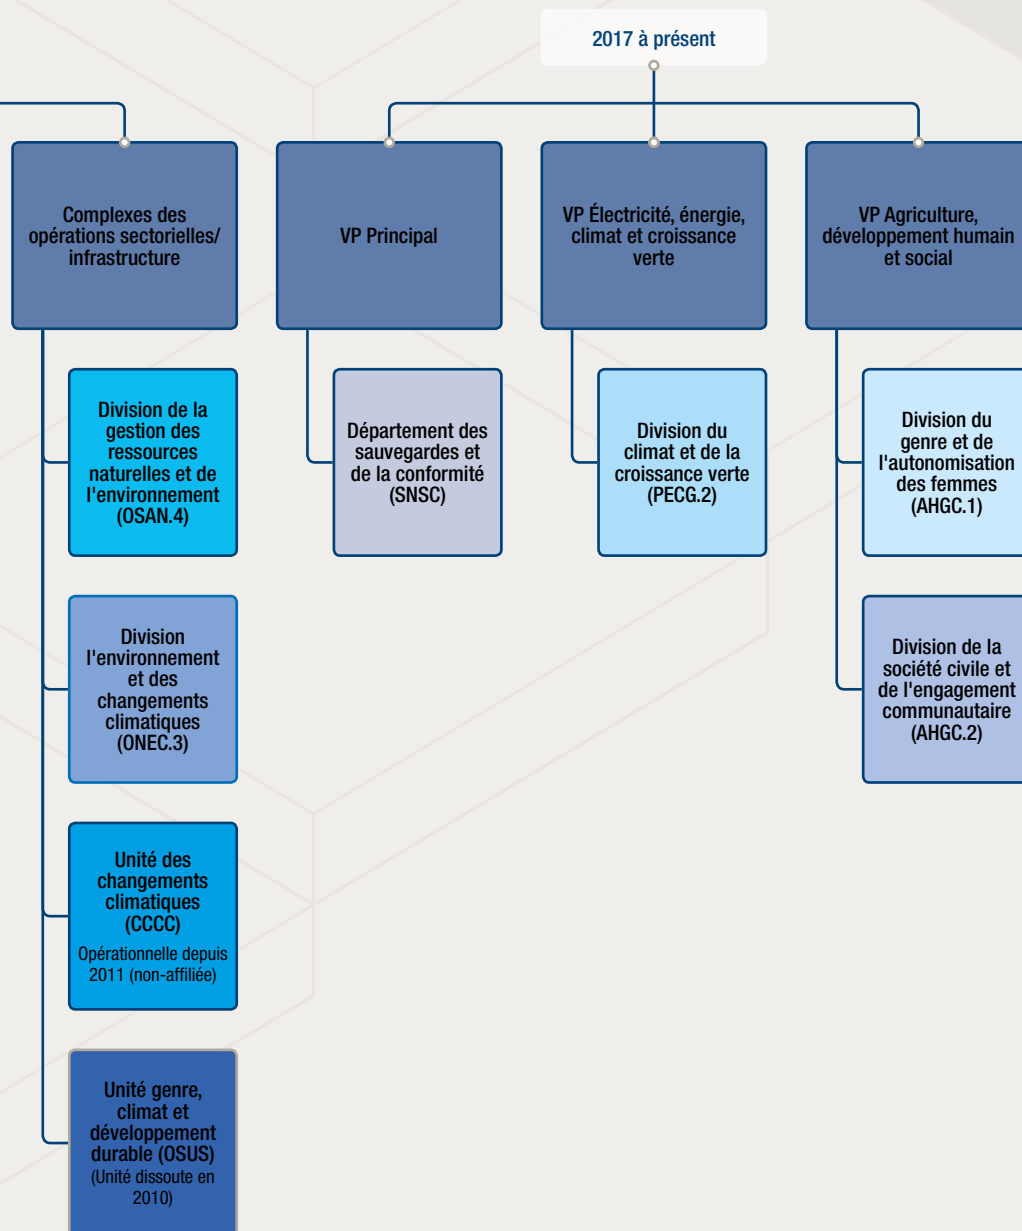 2017 à présent
Complexes des
opérations sectorielles/
infrastructure
VP Principal
VP Électricité, énergie,
climat et croissance
verte
VP Agriculture,
développement humain
et social
Division de la
gestion des
ressources
naturelles et de
l'environnement
(OSAN.4)
Département des
sauvegardes et
de la conformité
(SNSC)
Division du
climat et de la
croissance verte
(PECG.2)
Division du
genre et de
l'autonomisation
des femmes
(AHGC.1)
Division
l'environnement
et des
changements
climatiques
(ONEC.3)
Division de la
société civile et
de l'engagement
communautaire
(AHGC.2)
Unité des
changements
climatiques
(CCCC)
Opérationnelle depuis
2011 (non-affiliée)
Unité genre,
climat et
développement
durable (OSUS)
(Unité dissoute en
2010)